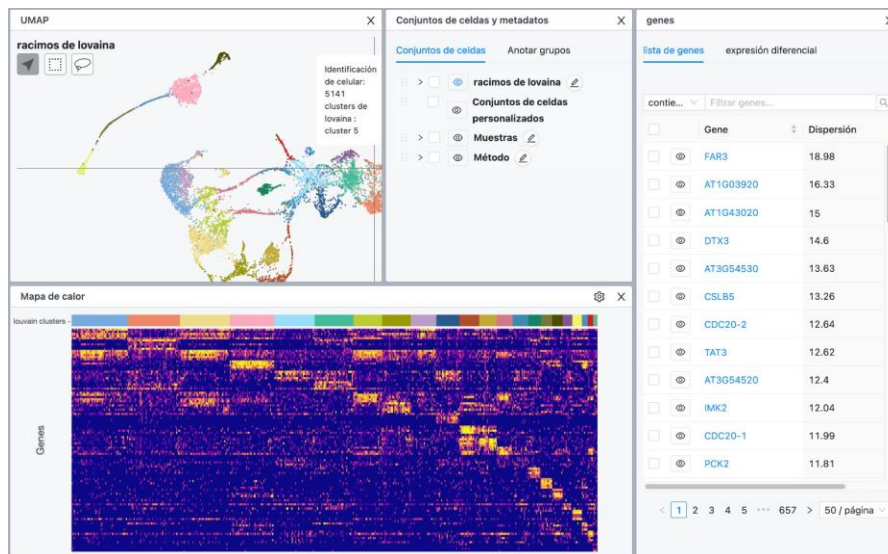 UMAP X
racimos de lovaina
Identificación
de celular:
5141
clusters de
lovaina :
cluster 5
Conjuntos de celdas y metadatos X
Conjuntos de celdas Anotar grupos
racimos de lovaina
Conjuntos de celdas
personalizados
Muestras
Método
genes
lista de genes expresión diferencial
contie... Filtrar genes...
Gene Dispersión
FAR3 18.98
AT1G03920 16.33
AT1G43020 15
DTX3 14.6
AT3G54530 13.63
CSLB5 13.26
CDC20-2 12.64
TAT3 12.62
AT3G54520 12.4
IMK2 12.04
CDC20-1 11.99
PCK2 11.81
< 1 2 3 4 5 ••• 657 > 50 / página
Mapa de calor X
louvain clusters -
Genes